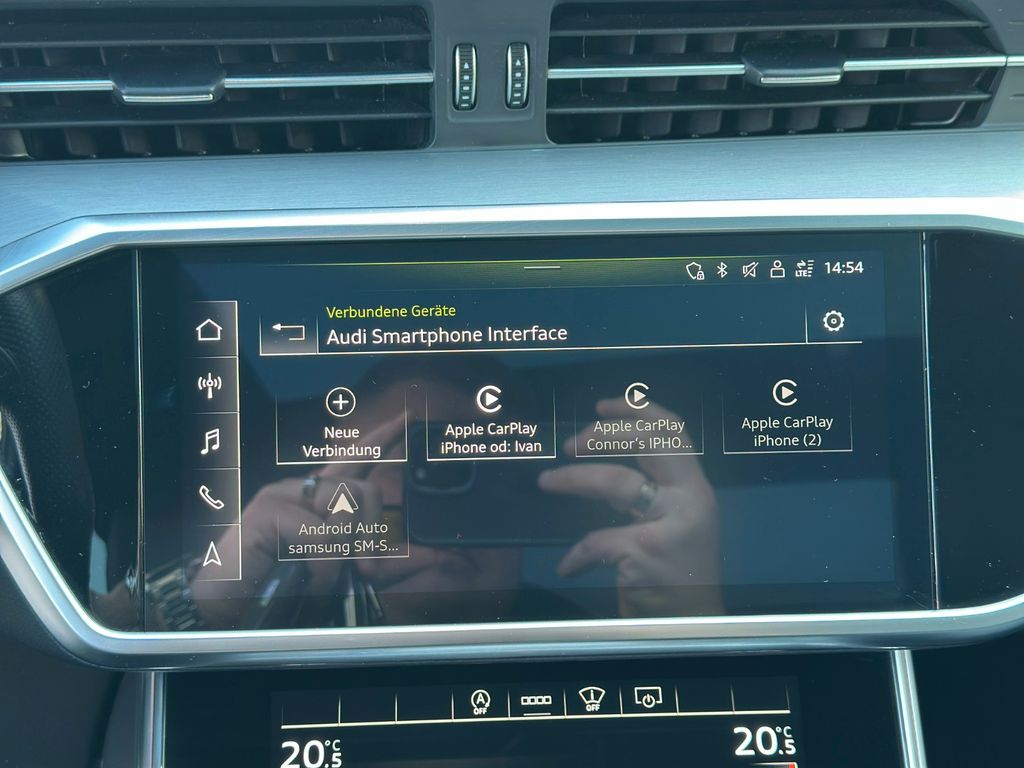 LTE 14:54
Verbundene Geräte
Audi Smartphone Interface
Neue
Verbindung
Apple CarPlay
iPhone od: Ivan
Apple CarPlay
Connor's IPHO...
Apple CarPlay
iPhone (2)
Android Auto
samsung SM-S...
A
OFF
OFF
20.5 °C
20.5 °C